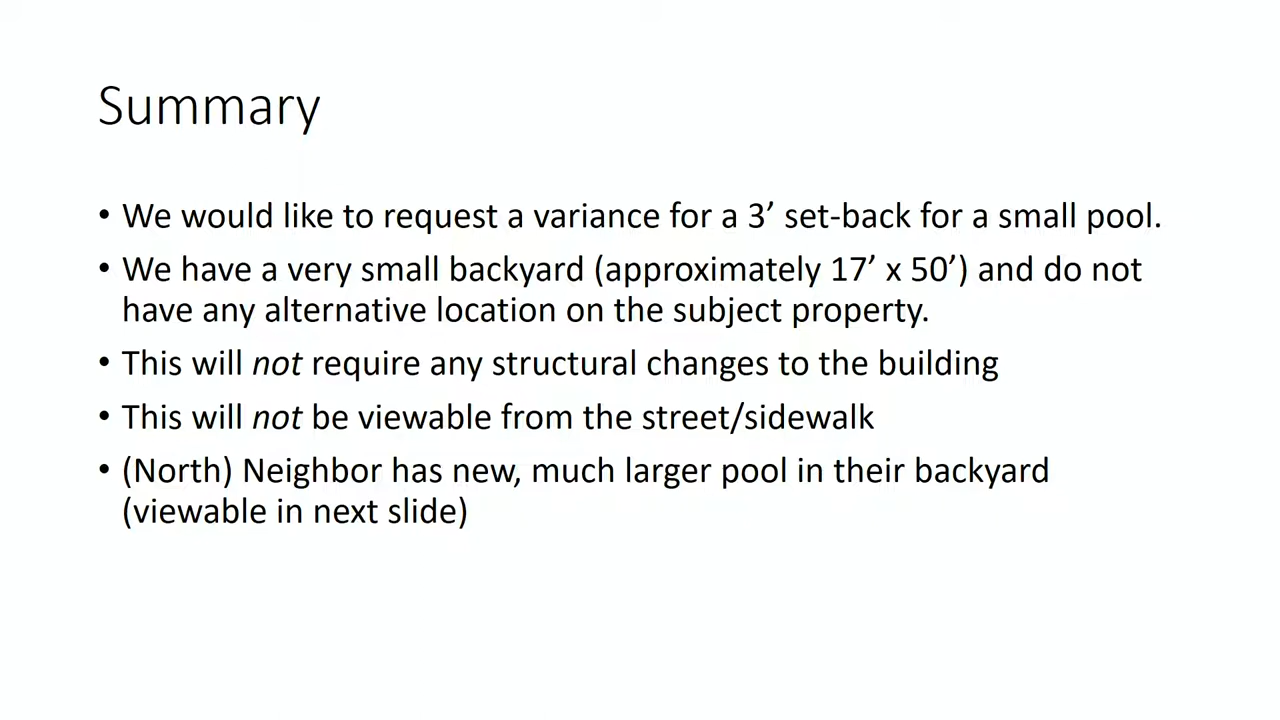 Summary
• We would like to request a variance for a 3’ set-back for a small pool.
• We have a very small backyard (approximately 17’ x 50’) and do not
have any alternative location on the subject property.
• This will not require any structural changes to the building
• This will not be viewable from the street/sidewalk
• (North) Neighbor has new, much larger pool in their backyard
(viewable in next slide)